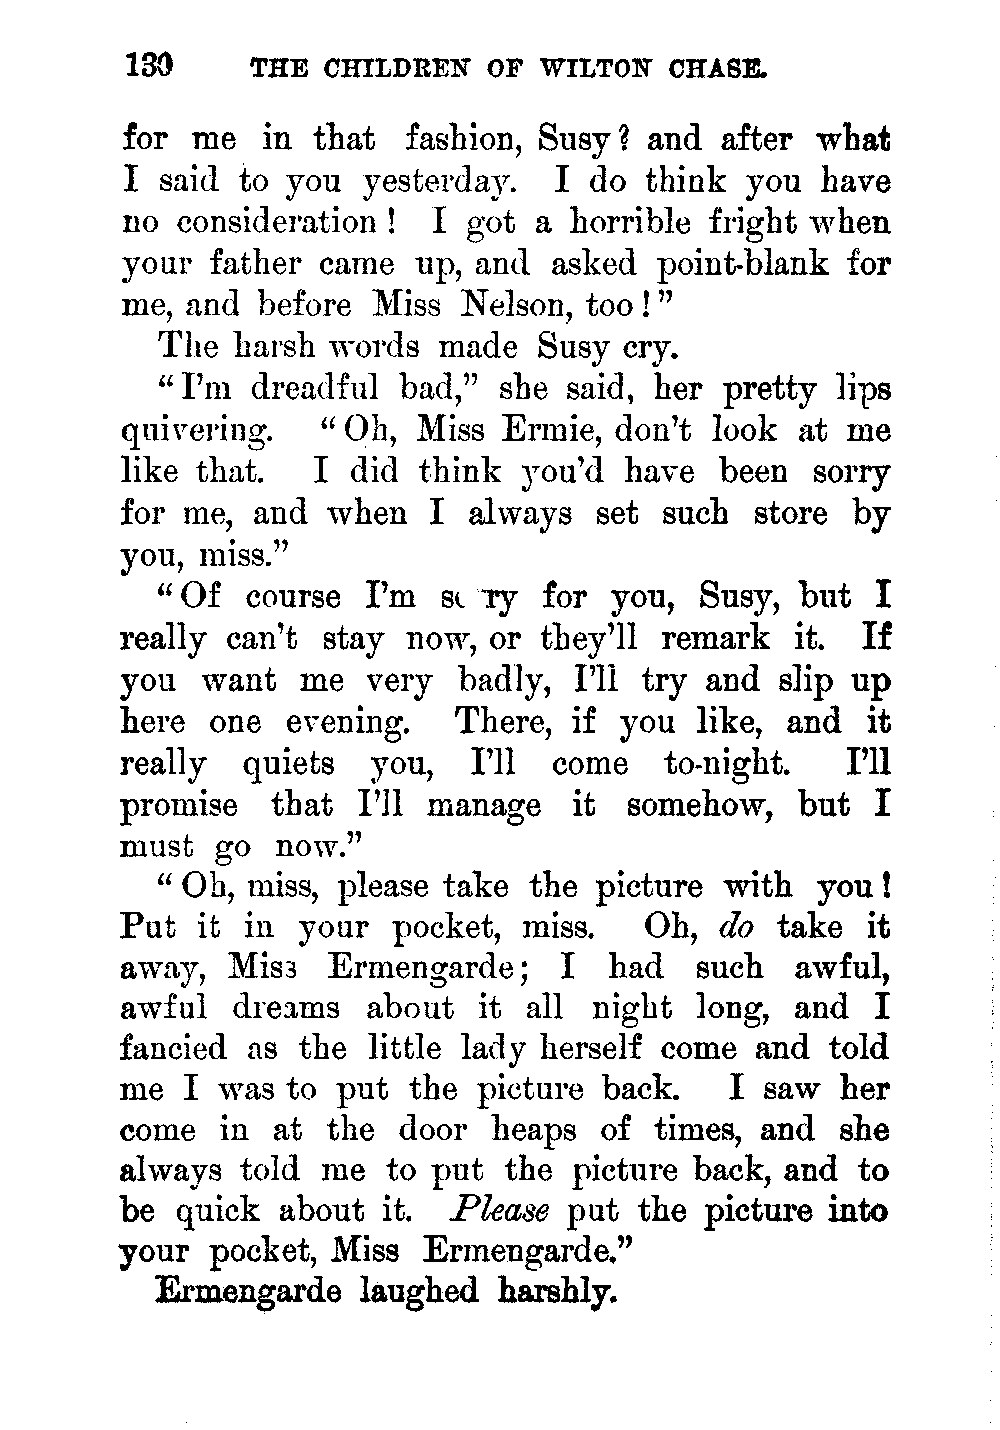 130 THE CHILDREN OF WILTON CHASE.
for me in that fashion, Susy? and after what
I said to you yesterday. I do think you have
no consideration! I got a horrible fright when
your father came up, and asked point-blank for
me, and before Miss Nelson, too!"
The harsh words made Susy cry.
"I'm dreadful bad," she said, her pretty lips
quivering. "Oh, Miss Ermie, don't look at me
like that. I did think you'd have been sorry
for me, and when I always set such store by
you, miss."
"Of course I'm sorry for you, Susy, but I
really can't stay now, or they'll remark it. If
you want me very badly, I'll try and slip up
here one evening. There, if you like, and it
really quiets you, I'll come to-night. I'll
promise that I'll manage it somehow, but I
must go now."
"Oh, miss, please take the picture with you!
Put it in your pocket, miss. Oh, do take it
away, Miss Ermengarde; I had such awful,
awful dreams about it all night long, and I
fancied as the little lady herself come and told
me I was to put the picture back. I saw her
come in at the door heaps of times, and she
always told me to put the picture back, and to
be quick about it. Please put the picture into
your pocket, Miss Ermengarde."
Ermengarde laughed harshly.